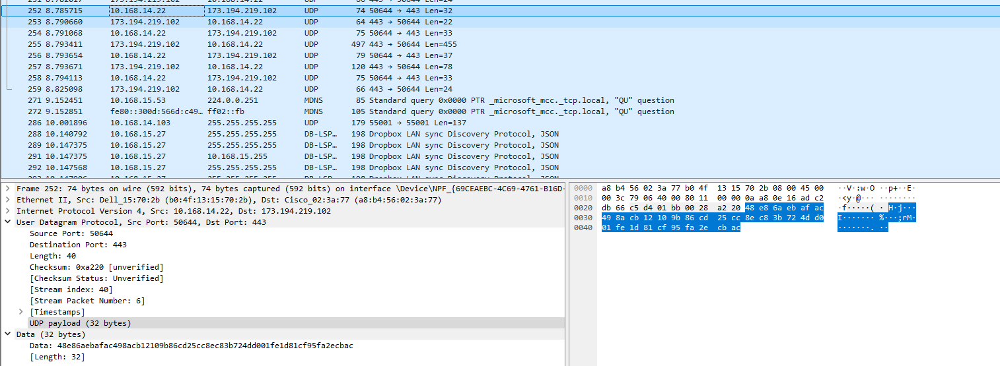 252 8.785715 10.168.14.22 173.194.219.102 UDP 74 50644 → 443 Len=32
253 8.790660 173.194.219.102 10.168.14.22 UDP 64 443 → 50644 Len=22
254 8.791068 10.168.14.22 173.194.219.102 UDP 75 50644 → 443 Len=33
255 8.793411 173.194.219.102 10.168.14.22 UDP 497 443 → 50644 Len=455
256 8.793654 10.168.14.22 173.194.219.102 UDP 79 50644 → 443 Len=37
257 8.793671 173.194.219.102 10.168.14.22 UDP 120 443 → 50644 Len=78
258 8.794113 10.168.14.22 173.194.219.102 UDP 75 50644 → 443 Len=33
259 8.825098 173.194.219.102 10.168.14.22 UDP 66 443 → 50644 Len=24
271 9.152451 10.168.15.53 224.0.0.251 MDNS 85 Standard query 0x0000 PTR _microsoft_mcc._tcp.local, "QU" question
272 9.152851 fe80::300d:566d:c49… ff02::fb MDNS 105 Standard query 0x0000 PTR _microsoft_mcc._tcp.local, "QU" question
286 10.001896 10.168.14.103 255.255.255.255 UDP 179 55001 → 55001 Len=137
288 10.140792 10.168.15.27 255.255.255.255 DB-LSP… 198 Dropbox LAN sync Discovery Protocol, JSON
289 10.147375 10.168.15.27 255.255.255.255 DB-LSP… 198 Dropbox LAN sync Discovery Protocol, JSON
291 10.147375 10.168.15.27 10.168.15.255 DB-LSP… 198 Dropbox LAN sync Discovery Protocol, JSON
292 10.147568 10.168.15.27 255.255.255.255 DB-LSP… 198 Dropbox LAN sync Discovery Protocol, JSON
Frame 252: 74 bytes on wire (592 bits), 74 bytes captured (592 bits) on interface \Device\NPF_{69CEAEBC-4C69-4761-B16D-
Ethernet II, Src: Dell_15:70:2b (b0:4f:13:15:70:2b), Dst: Cisco_02:3a:77 (a8:b4:56:02:3a:77)
Internet Protocol Version 4, Src: 10.168.14.22, Dst: 173.194.219.102
User Datagram Protocol, Src Port: 50644, Dst Port: 443
Source Port: 50644
Destination Port: 443
Length: 40
Checksum: 0xa220 [unverified]
[Checksum Status: Unverified]
[Stream index: 40]
[Stream Packet Number: 6]
[Timestamps]
UDP payload (32 bytes)
Data (32 bytes)
Data: 48e86aebafac498acb12109b86cd25cc8ec83b724dd001fe1d81cf95fa2ecbac
[Length: 32]
0000 a8 b4 56 02 3a 77 b0 4f 13 15 70 2b 08 00 45 00 ··V·:w·O ··p+··E·
0010 00 3c 79 06 40 00 80 11 00 00 0a a8 0e 16 ad c2 ·<y·@··· ········
0020 db 66 c5 d4 01 bb 00 28 a2 20 48 e8 6a eb af ac ·f·····( · H·j···
0030 49 8a cb 12 10 9b 86 cd 25 cc 8e c8 3b 72 4d d0 I······· %···;rM·
0040 01 fe 1d 81 cf 95 fa 2e cb ac ·······. ··